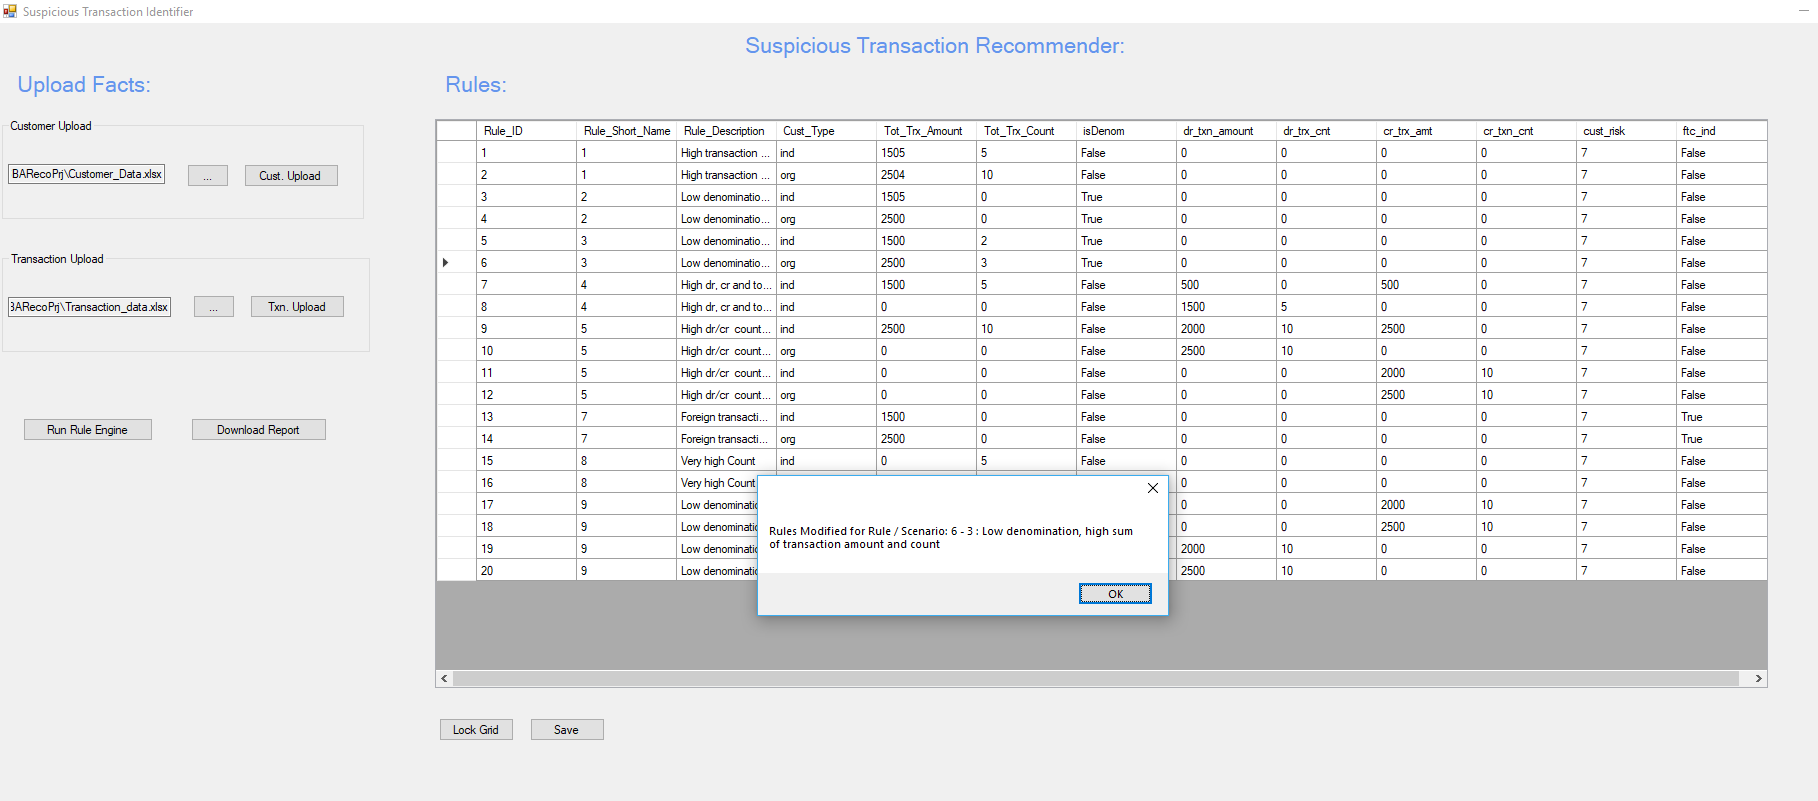 Suspicious Transaction Identifier
Suspicious Transaction Recommender:
Upload Facts:
Rules:
Customer Upload
BARecoPrj\Customer_Data.xlsx ... Cust. Upload
Transaction Upload
BARecoPrj\Transaction_data.xlsx ... Txn. Upload
Run Rule Engine Download Report
Rule_ID Rule_Short_Name Rule_Description Cust_Type Tot_Trx_Amount Tot_Trx_Count isDenom dr_txn_amount dr_trx_cnt cr_trx_amt cr_txn_cnt cust_risk ftc_ind
1 1 High transaction ... ind 1505 5 False 0 0 0 0 7 False
2 1 High transaction ... org 2504 10 False 0 0 0 0 7 False
3 2 Low denominatio... ind 1505 0 True 0 0 0 0 7 False
4 2 Low denominatio... org 2500 0 True 0 0 0 0 7 False
5 3 Low denominatio... ind 1500 2 True 0 0 0 0 7 False
6 3 Low denominatio... org 2500 3 True 0 0 0 0 7 False
7 4 High dr, cr and to... ind 1500 5 False 500 0 500 0 7 False
8 4 High dr, cr and to... ind 0 0 False 1500 5 0 0 7 False
9 5 High dr/cr count... ind 2500 10 False 2000 10 2500 0 7 False
10 5 High dr/cr count... org 0 0 False 2500 10 0 0 7 False
11 5 High dr/cr count... ind 0 0 False 0 0 2000 10 7 False
12 5 High dr/cr count... org 0 0 False 0 0 2500 10 7 False
13 7 Foreign transacti... ind 1500 0 False 0 0 0 0 7 True
14 7 Foreign transacti... org 2500 0 False 0 0 0 0 7 True
15 8 Very high Count ind 0 5 False 0 0 0 0 7 False
16 8 Very high Count 0 0 0 0 7 False
17 9 Low denominatio 0 0 2000 10 7 False
18 9 Low denominatio 0 0 2500 10 7 False
19 9 Low denominatio 2000 10 0 0 7 False
20 9 Low denominatio 2500 10 0 0 7 False
Rules Modified for Rule / Scenario: 6 - 3 : Low denomination, high sum
of transaction amount and count
OK
Lock Grid Save